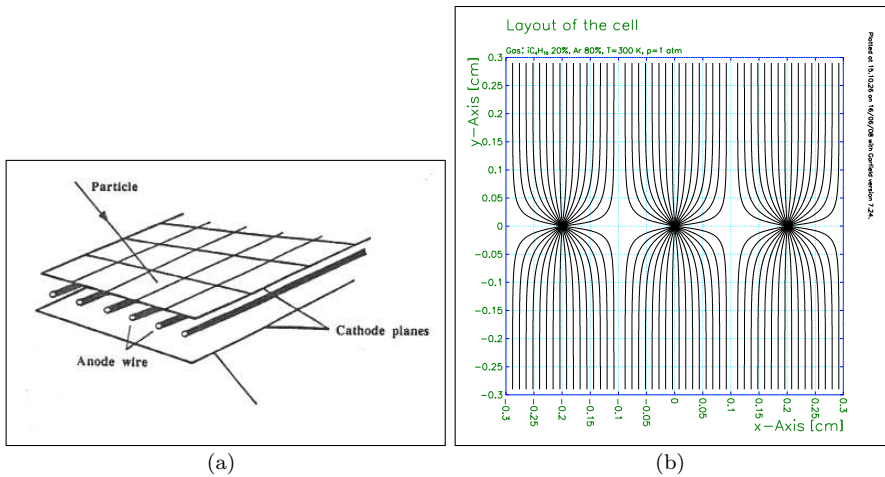 Particle
Cathode planes
Anode wire
(a)
Layout of the cell
Gas: iC₄H₁₀ 20%, Ar 80%, T=300 K, p=1 atm
y-Axis [cm]
0.3
0.25
0.2
0.15
0.1
0.05
0
-0.05
-0.1
-0.15
-0.2
-0.25
-0.3
-0.3
-0.25
-0.2
-0.15
-0.1
-0.05
0
0.05
0.1
0.15
0.2
0.25
0.3
x-Axis [cm]
Plotted at 15.10.26 on 16/06/08 with Garfield version 7.24.
(b)